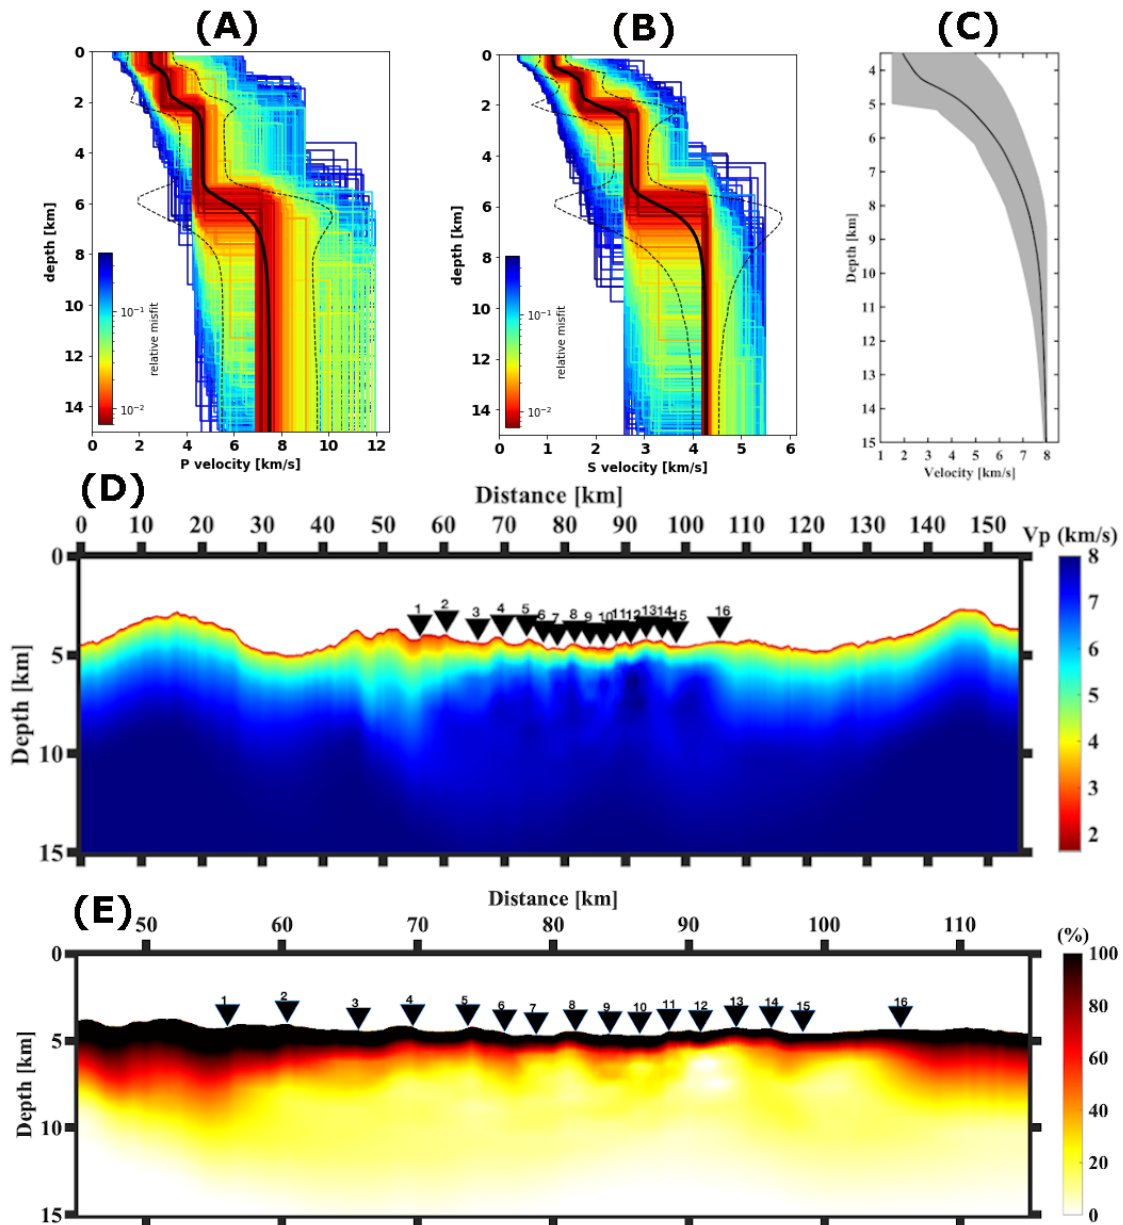 (A)
(B)
(C)
0
2
4
6
8
10
12
14
depth [km]
10⁻¹
10⁻²
relative misfit
0 2 4 6 8 10 12
P velocity [km/s]
0
2
4
6
8
10
12
14
depth [km]
10⁻¹
10⁻²
relative misfit
0 1 2 3 4 5 6
S velocity [km/s]
4
5
6
7
8
9
10
11
12
13
14
15
Depth [km]
1 2 3 4 5 6 7 8
Velocity [km/s]
(D)
Distance [km]
0 10 20 30 40 50 60 70 80 90 100 110 120 130 140 150
Vp (km/s)
0
5
10
15
Depth [km]
1 2 3 4 5 6 7 8 9 10 11 12 13 14 15 16
8
7
6
5
4
3
2
(E)
Distance [km]
50 60 70 80 90 100 110
(%)
0
5
10
15
Depth [km]
1 2 3 4 5 6 7 8 9 10 11 12 13 14 15 16
100
80
60
40
20
0